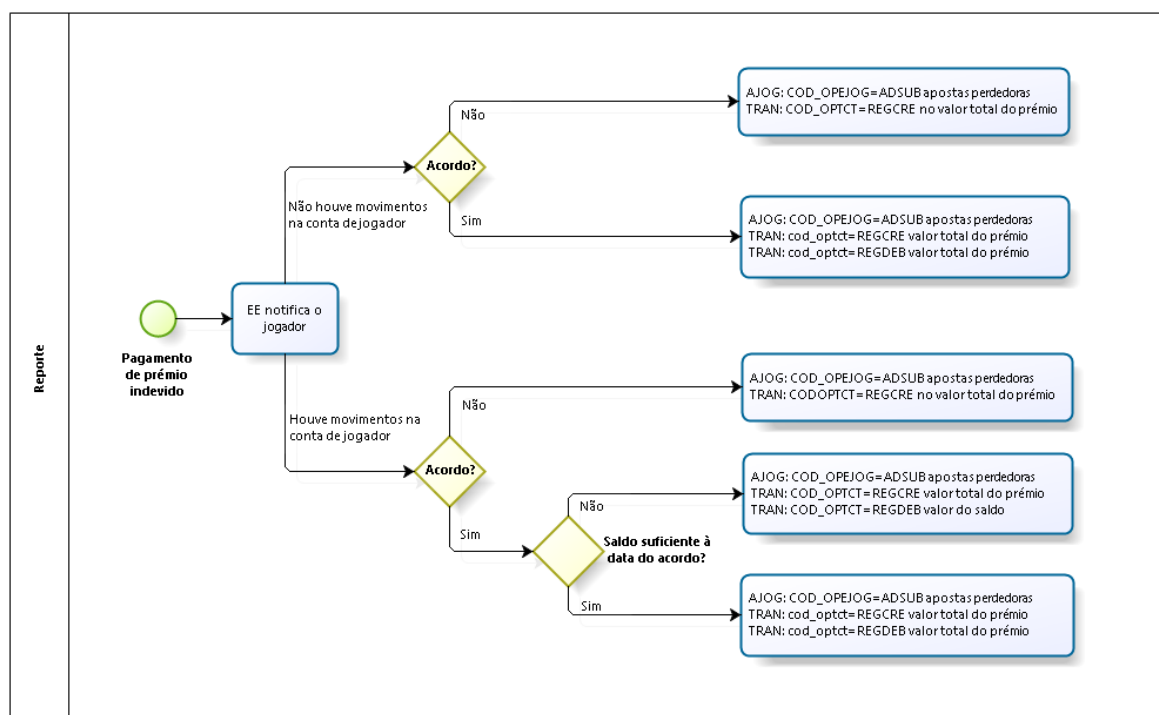 Reporte
Pagamento
de prémio
indevido
EE notifica o
jogador
Não houve movimentos
na conta de jogador
Acordo?
Não
AJOG: COD_OPEJOG=ADSUB apostas perdedoras
TRAN: COD_OPTCT=REGCRE no valor total do prémio
Sim
AJOG: COD_OPEJOG=ADSUB apostas perdedoras
TRAN: cod_optct=REGCRE valor total do prémio
TRAN: cod_optct=REGDEB valor total do prémio
Houve movimentos na
conta de jogador
Acordo?
Não
AJOG: COD_OPEJOG=ADSUB apostas perdedoras
TRAN: CODOPTCT=REGCRE no valor total do prémio
Sim
Saldo suficiente à
data do acordo?
Não
AJOG: COD_OPEJOG=ADSUB apostas perdedoras
TRAN: COD_OPTCT=REGCRE valor total do prémio
TRAN: COD_OPTCT=REGDEB valor do saldo
Sim
AJOG: COD_OPEJOG=ADSUB apostas perdedoras
TRAN: cod_optct=REGCRE valor total do prémio
TRAN: cod_optct=REGDEB valor total do prémio